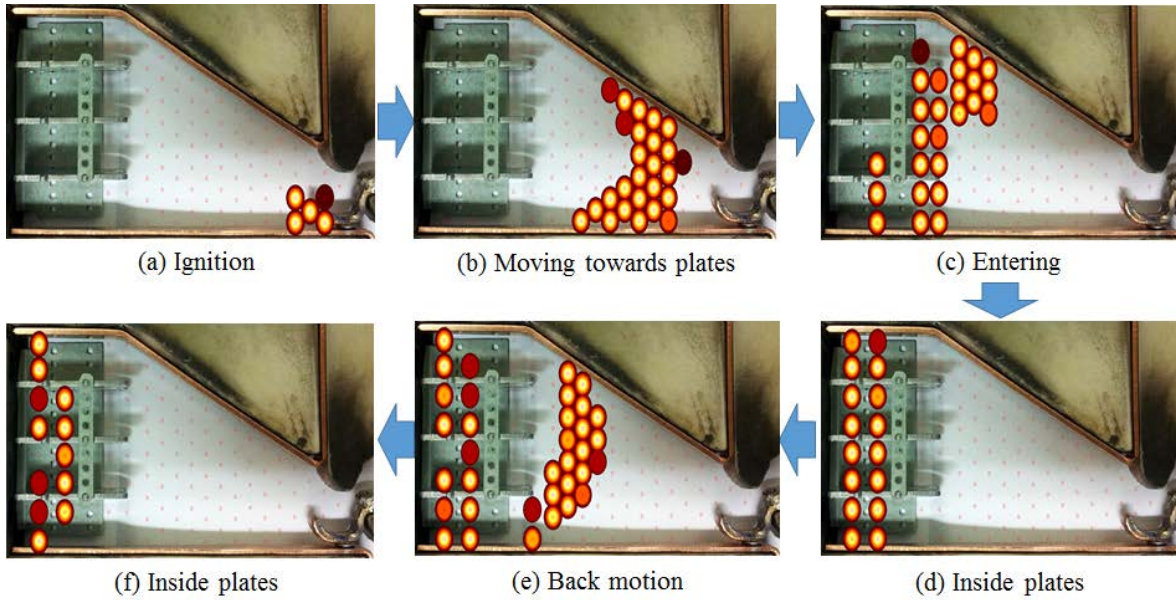 (a) Ignition
(b) Moving towards plates
(c) Entering
(f) Inside plates
(e) Back motion
(d) Inside plates